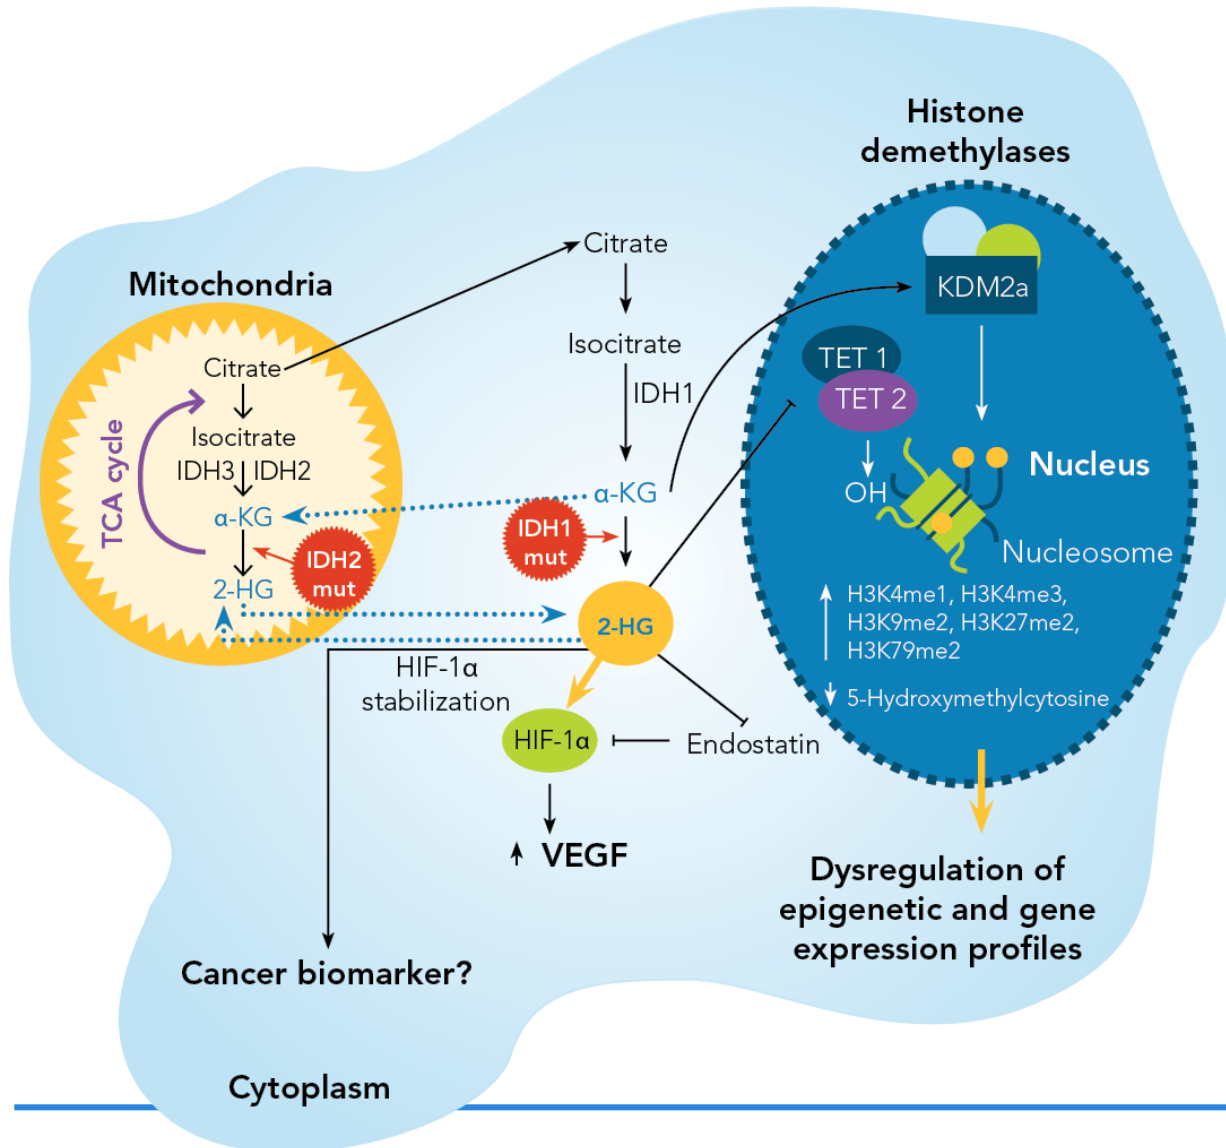 Histone
demethylases
KDM2a
TET 1
TET 2
OH
Nucleus
Nucleosome
H3K4me1, H3K4me3,
H3K9me2, H3K27me2,
H3K79me2
5-Hydroxymethylcytosine
Dysregulation of
epigenetic and gene
expression profiles
Mitochondria
Citrate
Isocitrate
IDH3 IDH2
α-KG
2-HG
TCA cycle
IDH2
mut
Citrate
Isocitrate
IDH1
α-KG
IDH1
mut
2-HG
HIF-1α
stabilization
HIF-1α
Endostatin
VEGF
Cancer biomarker?
Cytoplasm